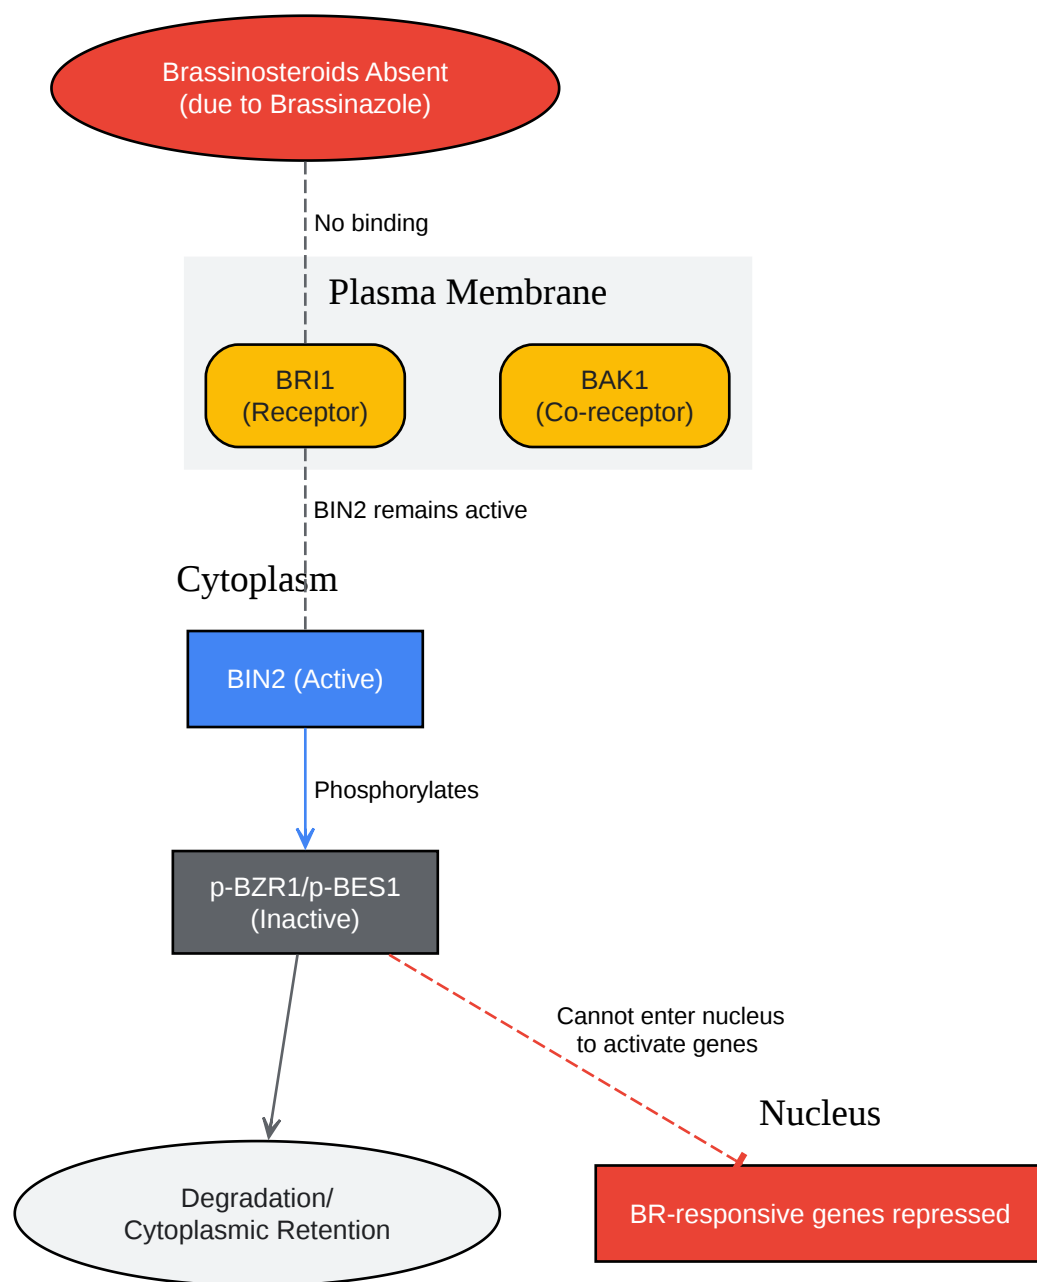 Brassinosteroids Absent
(due to Brassinazole)
No binding
Plasma Membrane
BRI1
(Receptor)
BAK1
(Co-receptor)
BIN2 remains active
Cytoplasm
BIN2 (Active)
Phosphorylates
p-BZR1/p-BES1
(Inactive)
Cannot enter nucleus
to activate genes
Nucleus
Degradation/
Cytoplasmic Retention
BR-responsive genes repressed